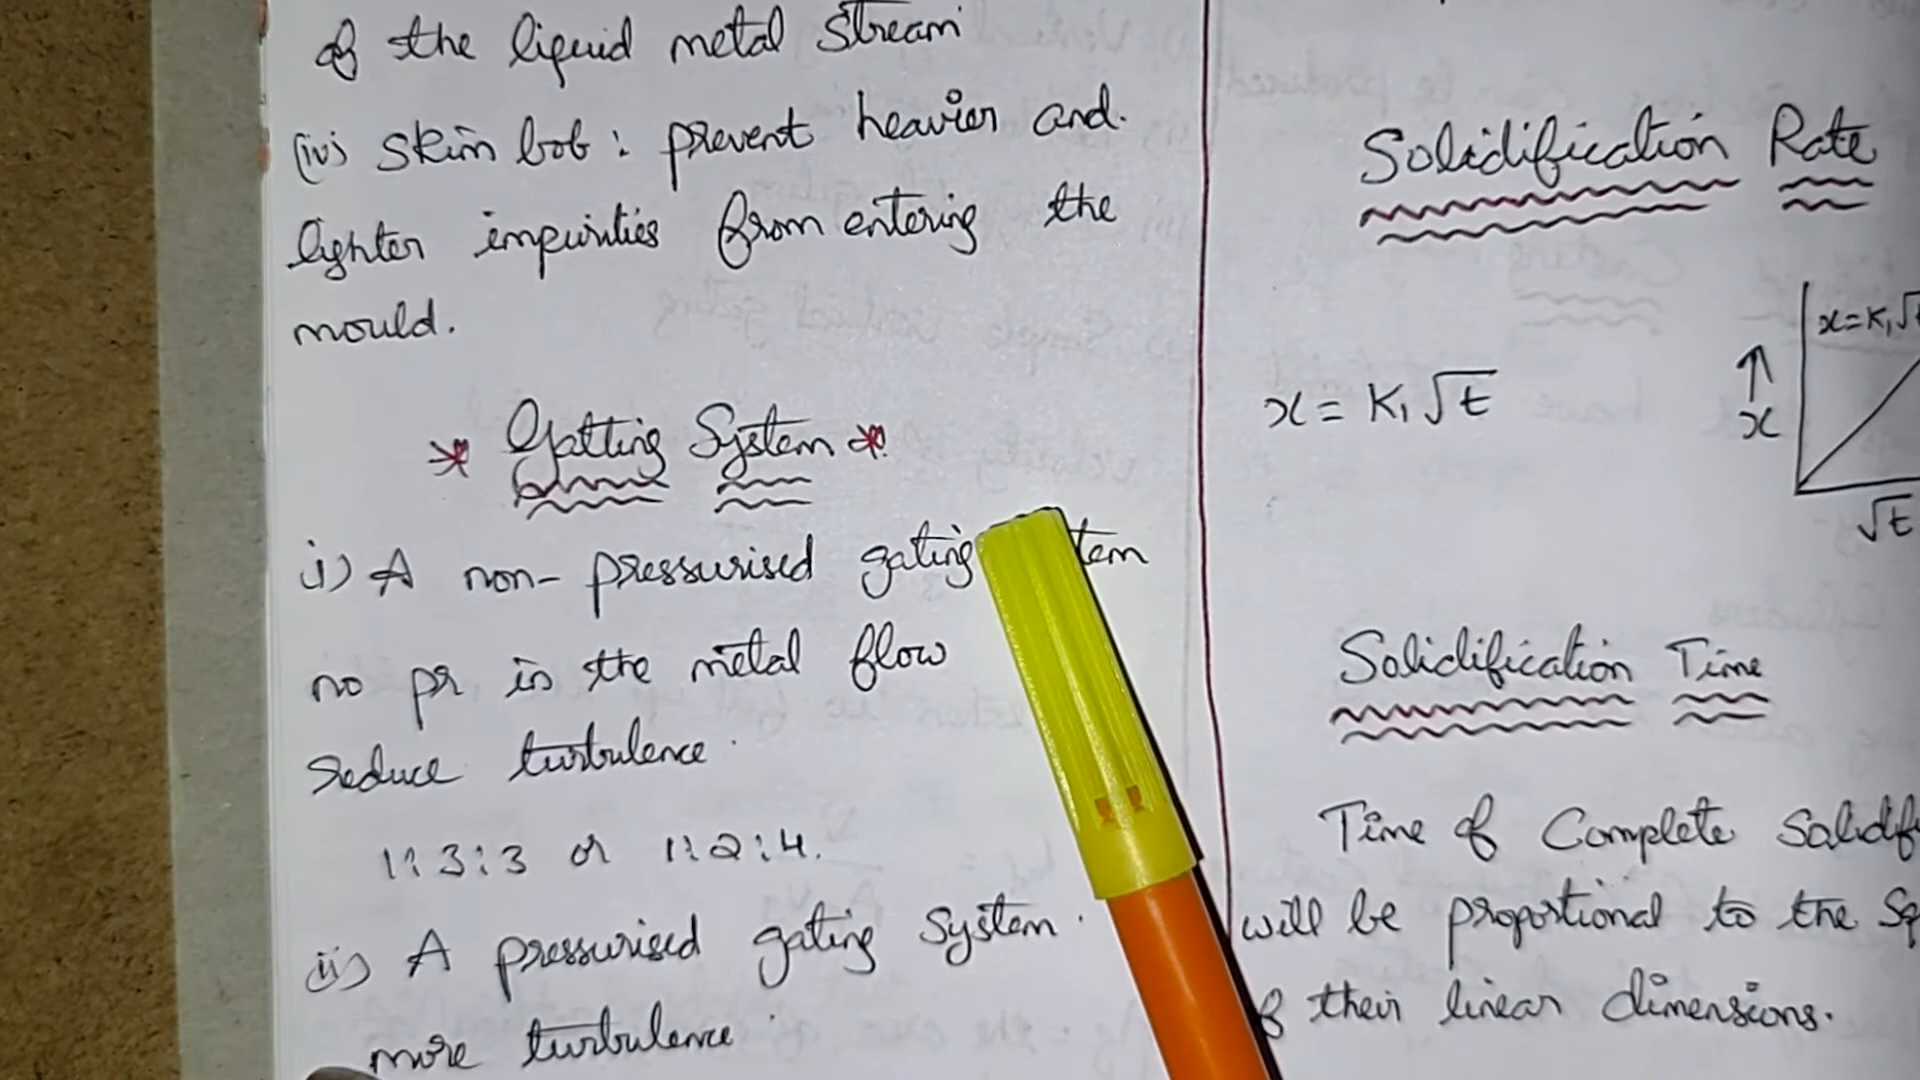 of the liquid metal stream
(iv) Skim bob : prevent heavier and.
lighter impurities from entering the
mould.
* Gatting System *
i) A non- pressurised gating tem
no pr in the metal flow
reduce turbulence.
1:3:3 or 1:2:4.
ii) A pressurised gating system.
more turbulence.
Solidification Rate
x = K₁√t
x=K₁√
↑
x
√t
Solidification Time
Time of Complete Solidif
will be proportional to the Sq
of their linear dimensions.